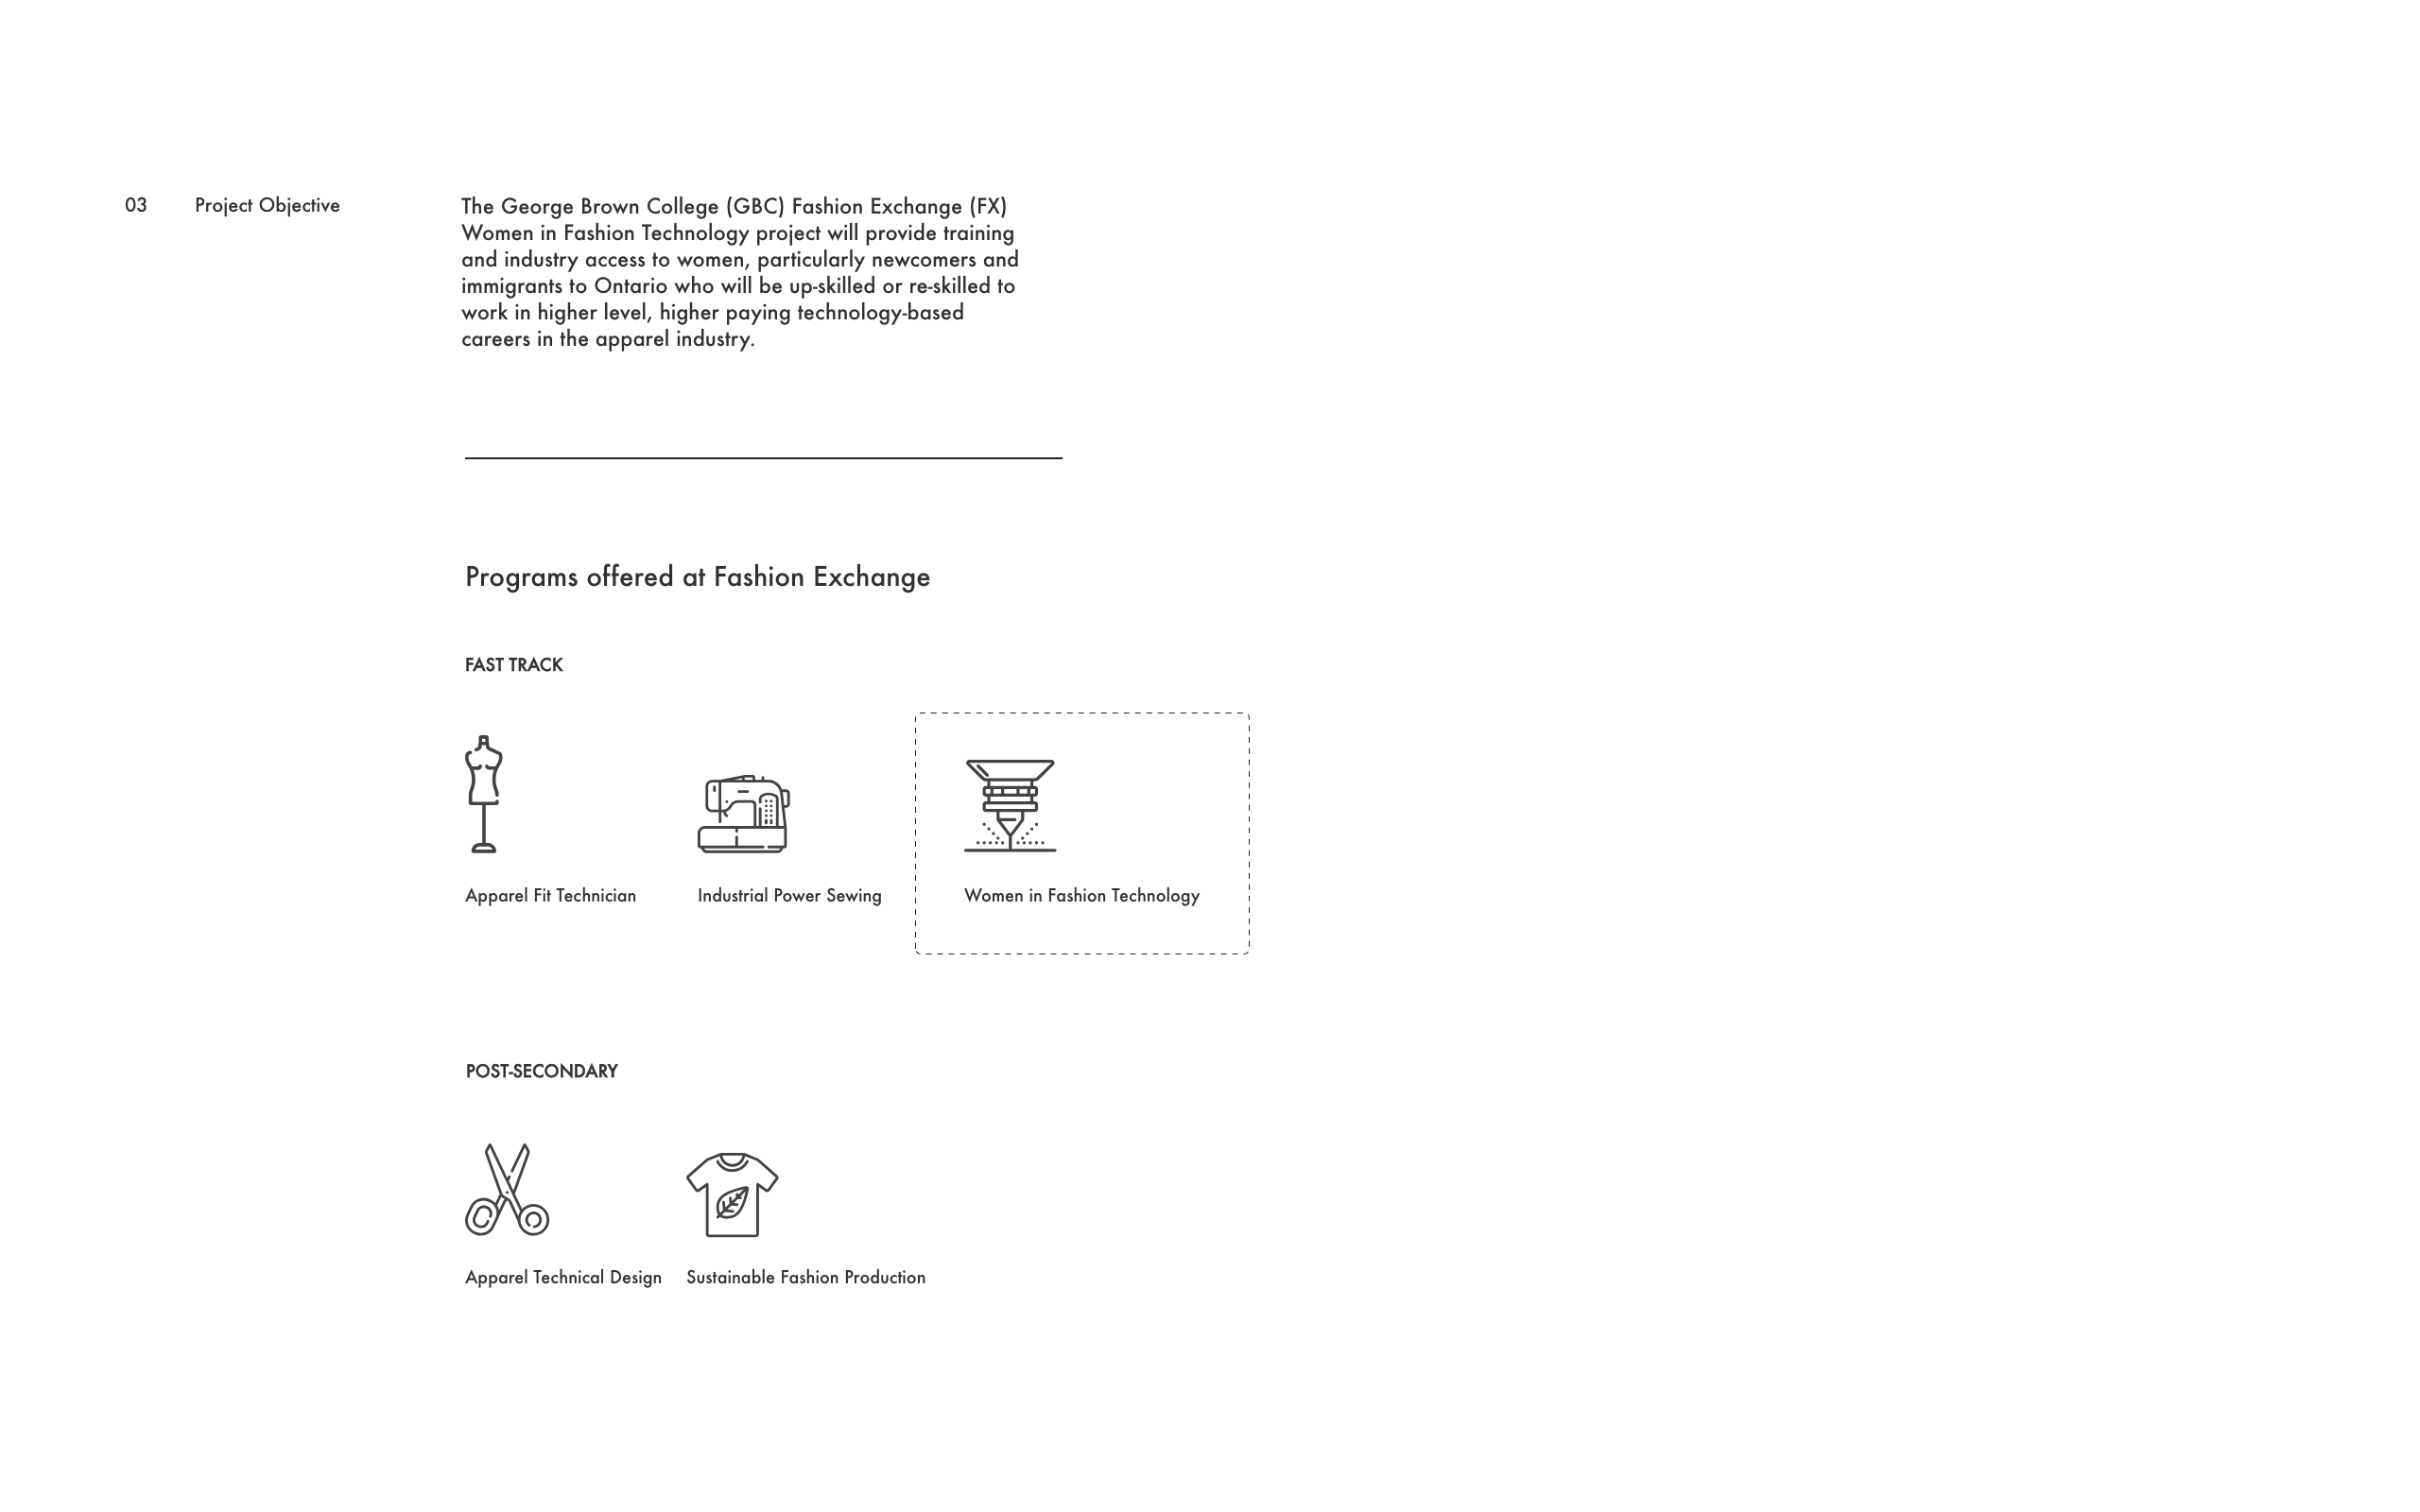 03
Project Objective
The George Brown College (GBC) Fashion Exchange (FX)
Women in Fashion Technology project will provide training
and industry access to women, particularly newcomers and
immigrants to Ontario who will be up-skilled or re-skilled to
work in higher level, higher paying technology-based
careers in the apparel industry.
Programs offered at Fashion Exchange
FAST TRACK
Apparel Fit Technician
Industrial Power Sewing
Women in Fashion Technology
POST-SECONDARY
Apparel Technical Design
Sustainable Fashion Production